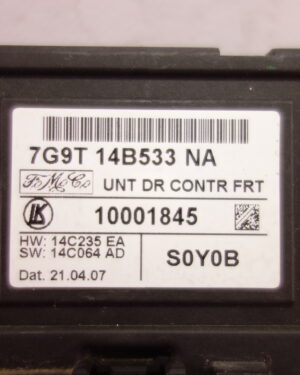 7G9T 14B533 NA
FoMoCo UNT DR CONTR FRT
10001845
HW: 14C235 EA
SW: 14C064 AD
S0Y0B
Dat. 21.04.07